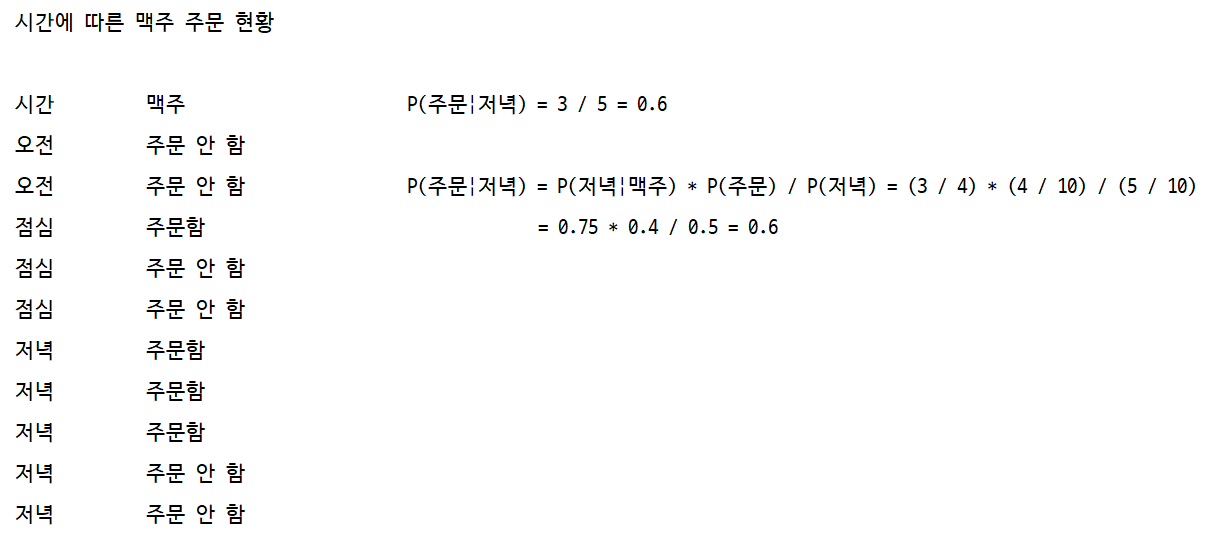 시간에 따른 맥주 주문 현황
시간 맥주 P(주문|저녁) = 3 / 5 = 0.6
오전 주문 안 함
오전 주문 안 함 P(주문|저녁) = P(저녁|맥주) * P(주문) / P(저녁) = (3 / 4) * (4 / 10) / (5 / 10)
점심 주문함 = 0.75 * 0.4 / 0.5 = 0.6
점심 주문 안 함
점심 주문 안 함
저녁 주문함
저녁 주문함
저녁 주문함
저녁 주문 안 함
저녁 주문 안 함